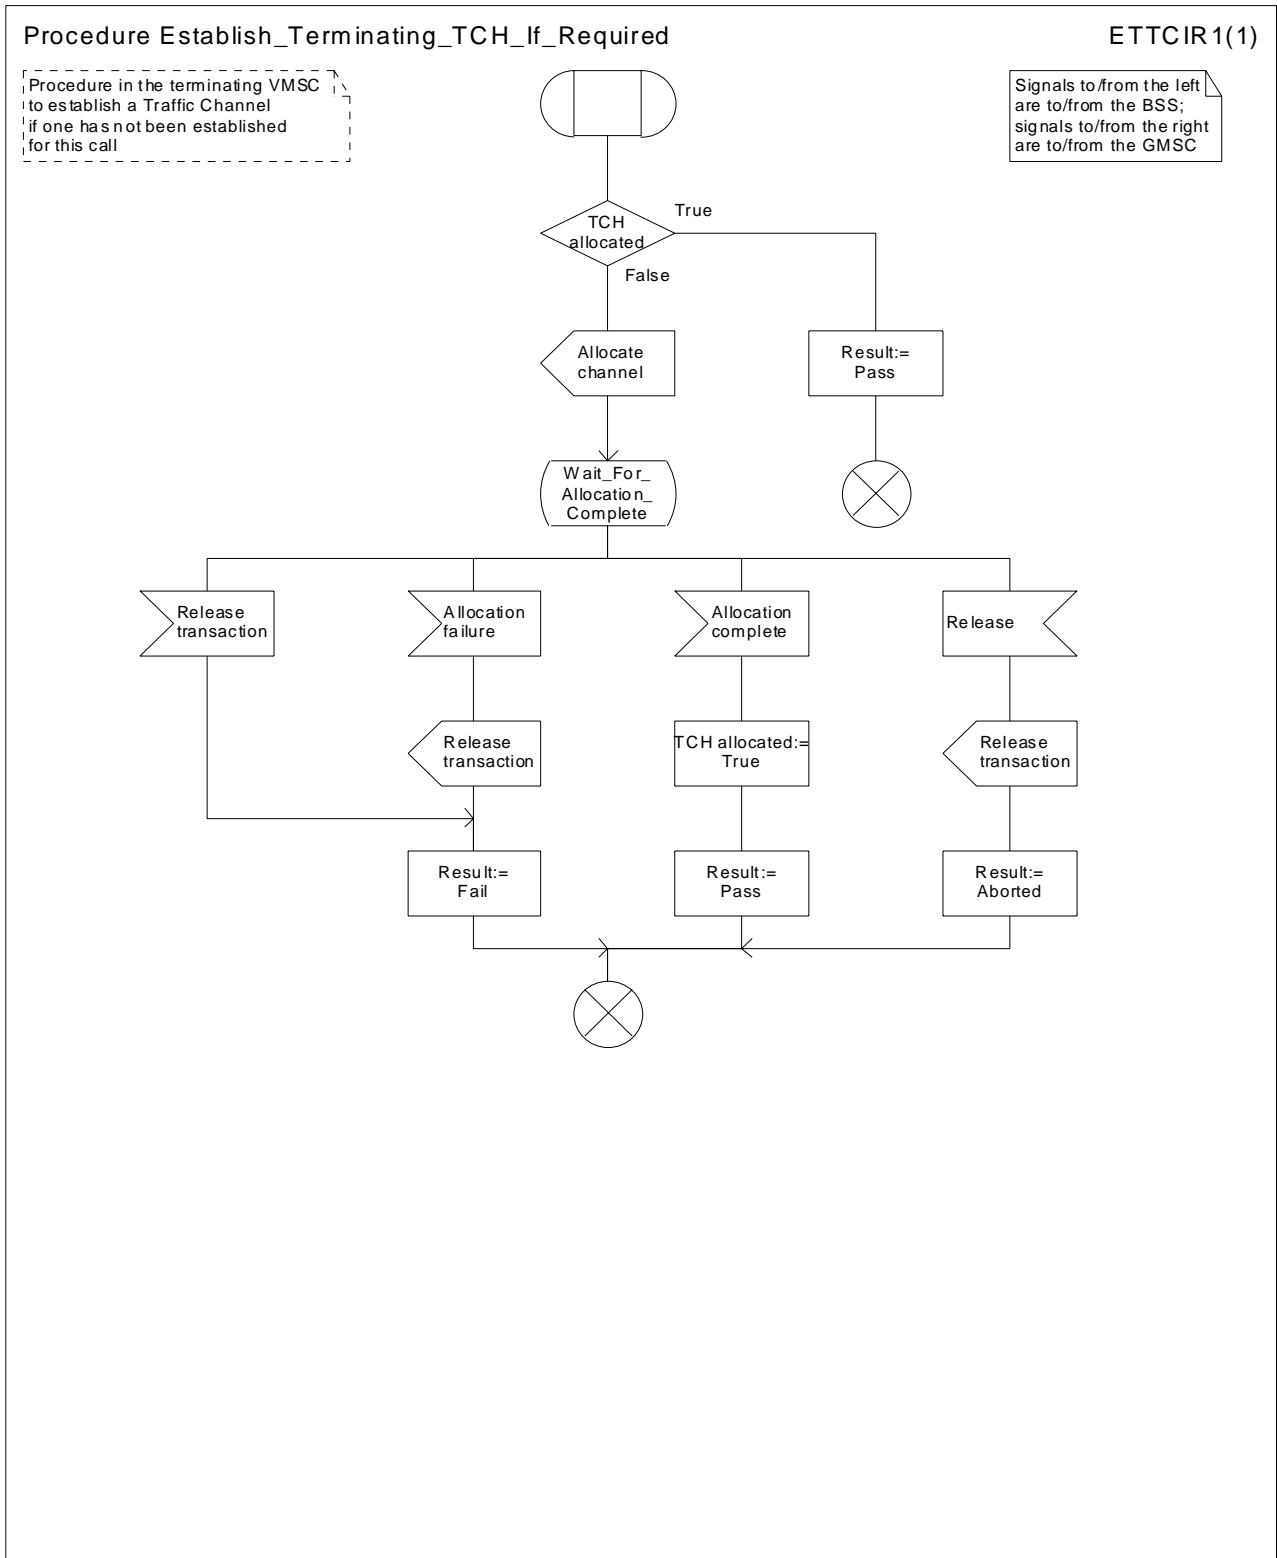 Procedure Establish_Terminating_TCH_If_Required
ETTCIR1(1)
Procedure in the terminating VMSC
to establish a Traffic Channel
if one has not been established
for this call
Signals to/from the left
are to/from the BSS;
signals to/from the right
are to/from the GMSC
TCH
allocated
True
False
Allocate
channel
Result:=
Pass
Wait_For_
Allocation_
Complete
Release
transaction
Allocation
failure
Allocation
complete
Release
Release
transaction
TCH allocated:=
True
Release
transaction
Result:=
Fail
Result:=
Pass
Result:=
Aborted